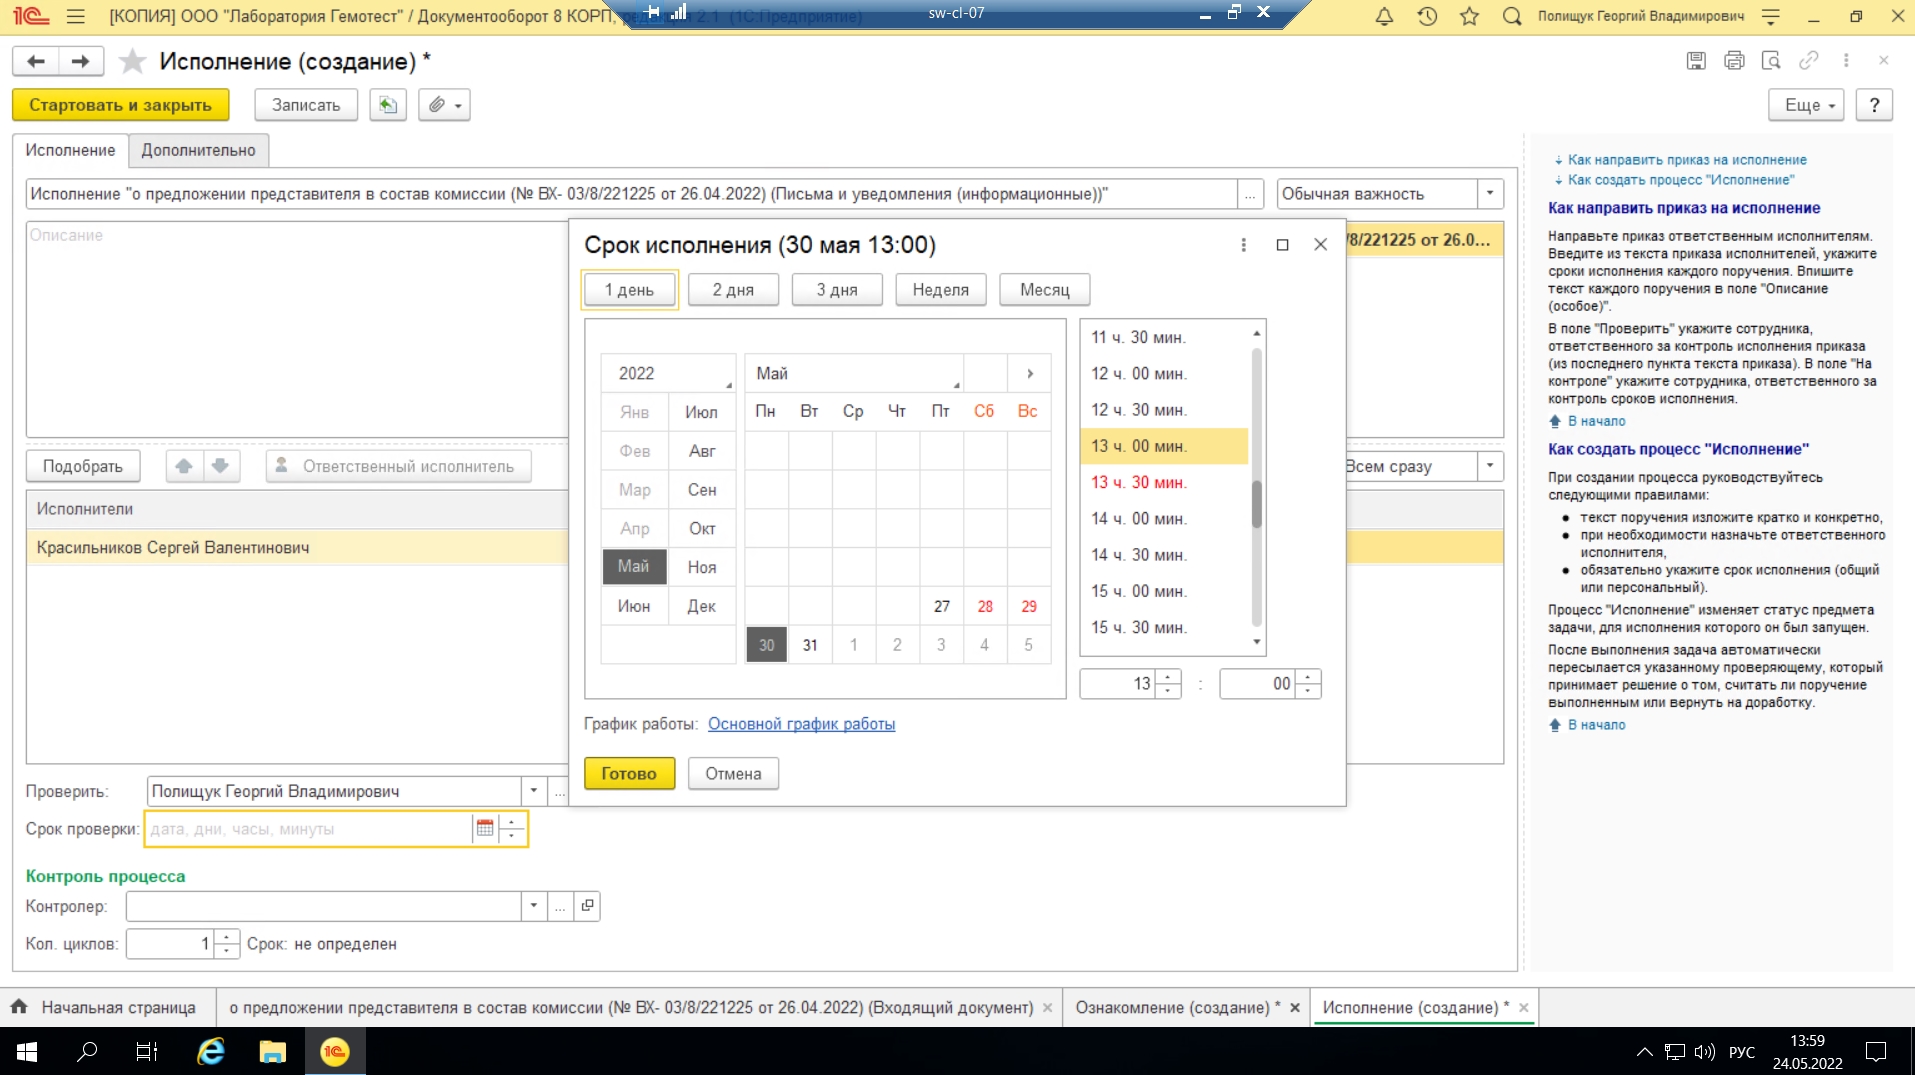 [КОПИЯ] ООО "Лаборатория Гемотест" / Документооборот 8 КОРП, редакция 2.1 (1С:Предприятие)
sw-cl-07
Полищук Георгий Владимирович
Исполнение (создание) *
Стартовать и закрыть
Записать
Еще
?
Исполнение
Дополнительно
Исполнение "о предложении представителя в состав комиссии (№ ВХ- 03/8/221225 от 26.04.2022) (Письма и уведомления (информационные))"
...
Обычная важность
Описание
/8/221225 от 26.0...
Подобрать
Ответственный исполнитель
Всем сразу
Исполнители
Красильников Сергей Валентинович
Проверить:
Полищук Георгий Владимирович
...
Срок проверки:
дата, дни, часы, минуты
Контроль процесса
Контролер:
...
Кол. циклов:
1
Срок: не определен
Срок исполнения (30 мая 13:00)
1 день
2 дня
3 дня
Неделя
Месяц
2022
Янв Июл
Фев Авг
Мар Сен
Апр Окт
Май Ноя
Июн Дек
Май
Пн Вт Ср Чт Пт Сб Вс
27 28 29
30 31 1 2 3 4 5
11 ч. 30 мин.
12 ч. 00 мин.
12 ч. 30 мин.
13 ч. 00 мин.
13 ч. 30 мин.
14 ч. 00 мин.
14 ч. 30 мин.
15 ч. 00 мин.
15 ч. 30 мин.
13 : 00
График работы: Основной график работы
Готово
Отмена
Как направить приказ на исполнение
Как создать процесс "Исполнение"
Как направить приказ на исполнение
Направьте приказ ответственным исполнителям.
Введите из текста приказа исполнителей, укажите
сроки исполнения каждого поручения. Впишите
текст каждого поручения в поле "Описание
(особое)".
В поле "Проверить" укажите сотрудника,
ответственного за контроль исполнения приказа
(из последнего пункта текста приказа). В поле "На
контроле" укажите сотрудника, ответственного за
контроль сроков исполнения.
В начало
Как создать процесс "Исполнение"
При создании процесса руководствуйтесь
следующими правилами:
● текст поручения изложите кратко и конкретно,
● при необходимости назначьте ответственного
исполнителя,
● обязательно укажите срок исполнения (общий
или персональный).
Процесс "Исполнение" изменяет статус предмета
задачи, для исполнения которого он был запущен.
После выполнения задача автоматически
пересылается указанному проверяющему, который
принимает решение о том, считать ли поручение
выполненным или вернуть на доработку.
В начало
Начальная страница
о предложении представителя в состав комиссии (№ ВХ- 03/8/221225 от 26.04.2022) (Входящий документ)
Ознакомление (создание) *
Исполнение (создание) *
РУС
13:59
24.05.2022